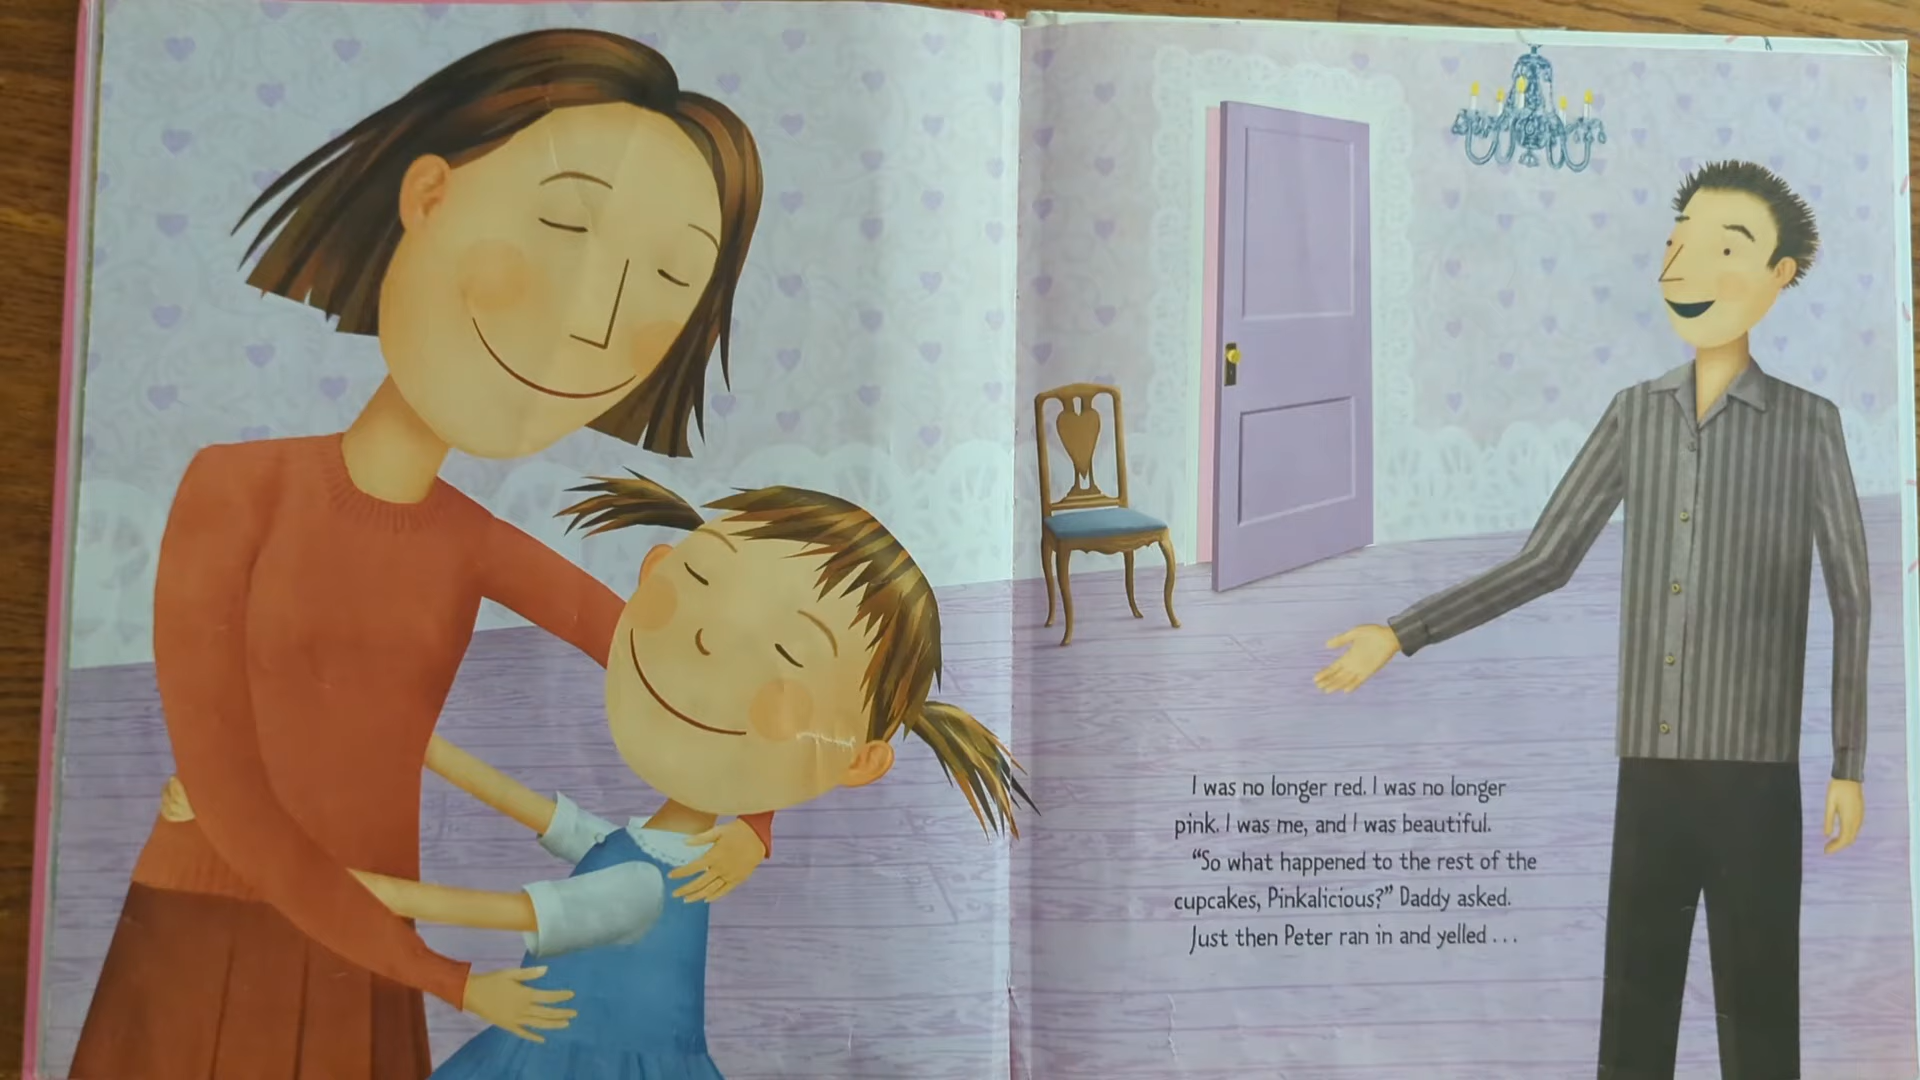 I was no longer red. I was no longer
pink. I was me, and I was beautiful.
“So what happened to the rest of the
cupcakes, Pinkalicious?” Daddy asked.
Just then Peter ran in and yelled . . .